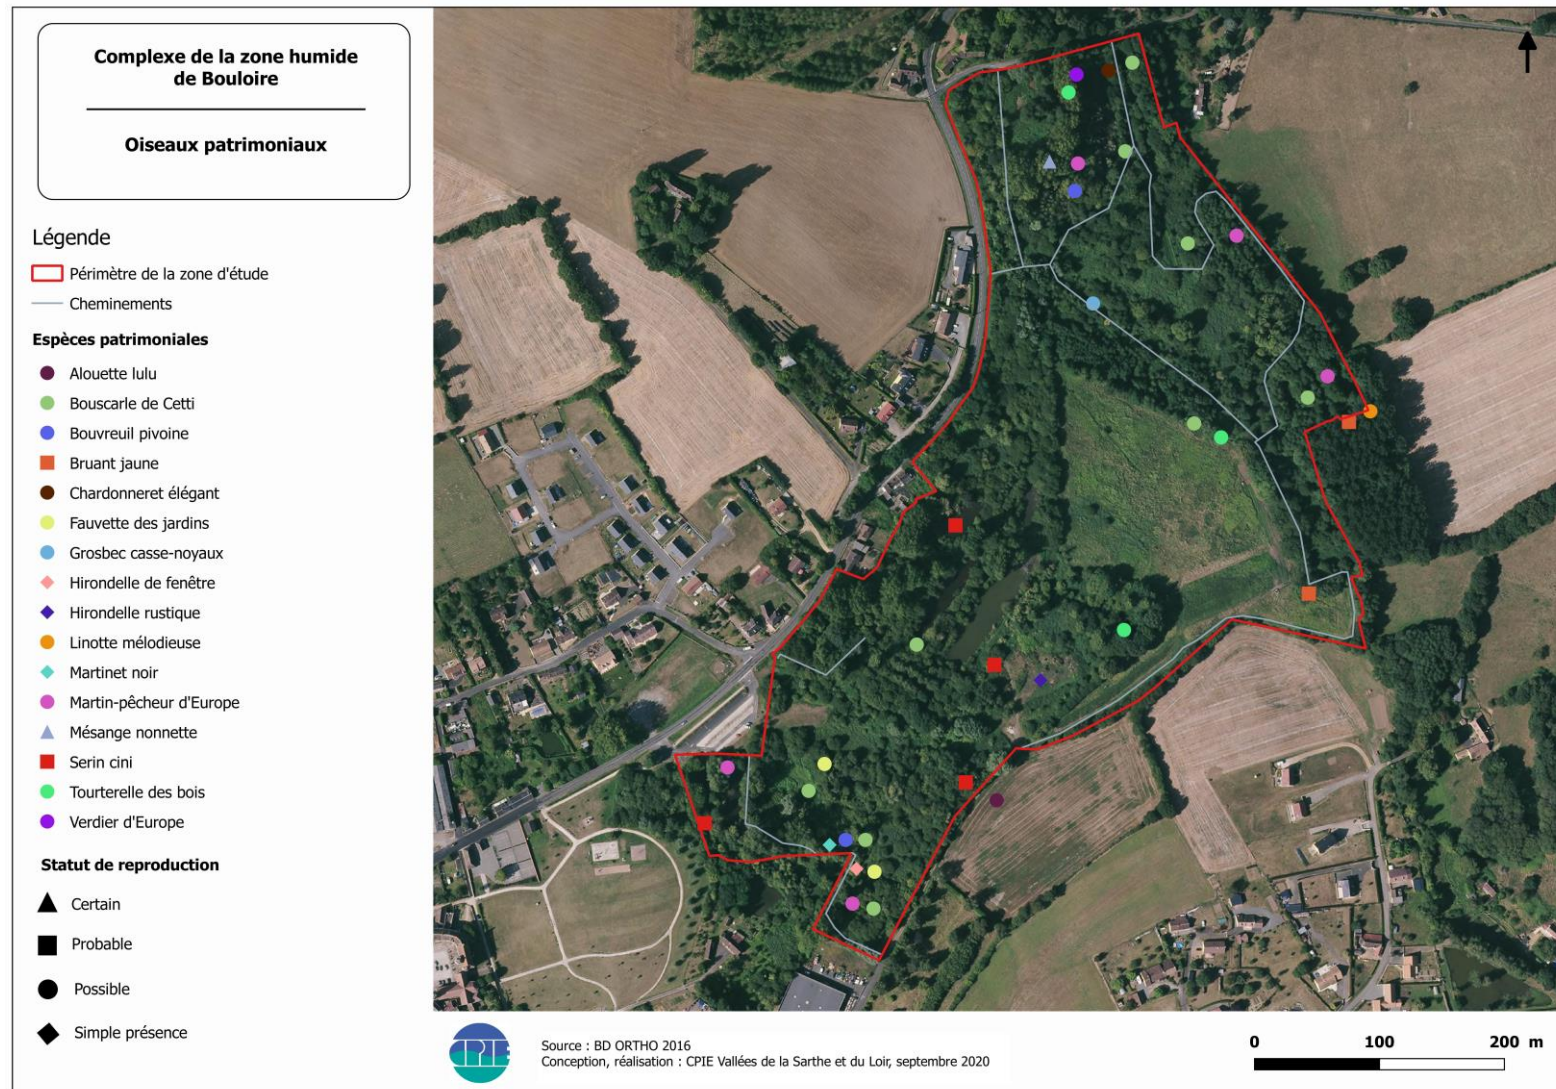 Complexe de la zone humide
de Bouloire
Oiseaux patrimoniaux
Légende
Périmètre de la zone d'étude
Cheminements
Espèces patrimoniales
Alouette lulu
Bouscarle de Cetti
Bouvreuil pivoine
Bruant jaune
Chardonneret élégant
Fauvette des jardins
Grosbec casse-noyaux
Hirondelle de fenêtre
Hirondelle rustique
Linotte mélodieuse
Martinet noir
Martin-pêcheur d'Europe
Mésange nonnette
Serin cini
Tourterelle des bois
Verdier d'Europe
Statut de reproduction
Certain
Probable
Possible
Simple présence
CPIE
Source : BD ORTHO 2016
Conception, réalisation : CPIE Vallées de la Sarthe et du Loir, septembre 2020
0 100 200 m